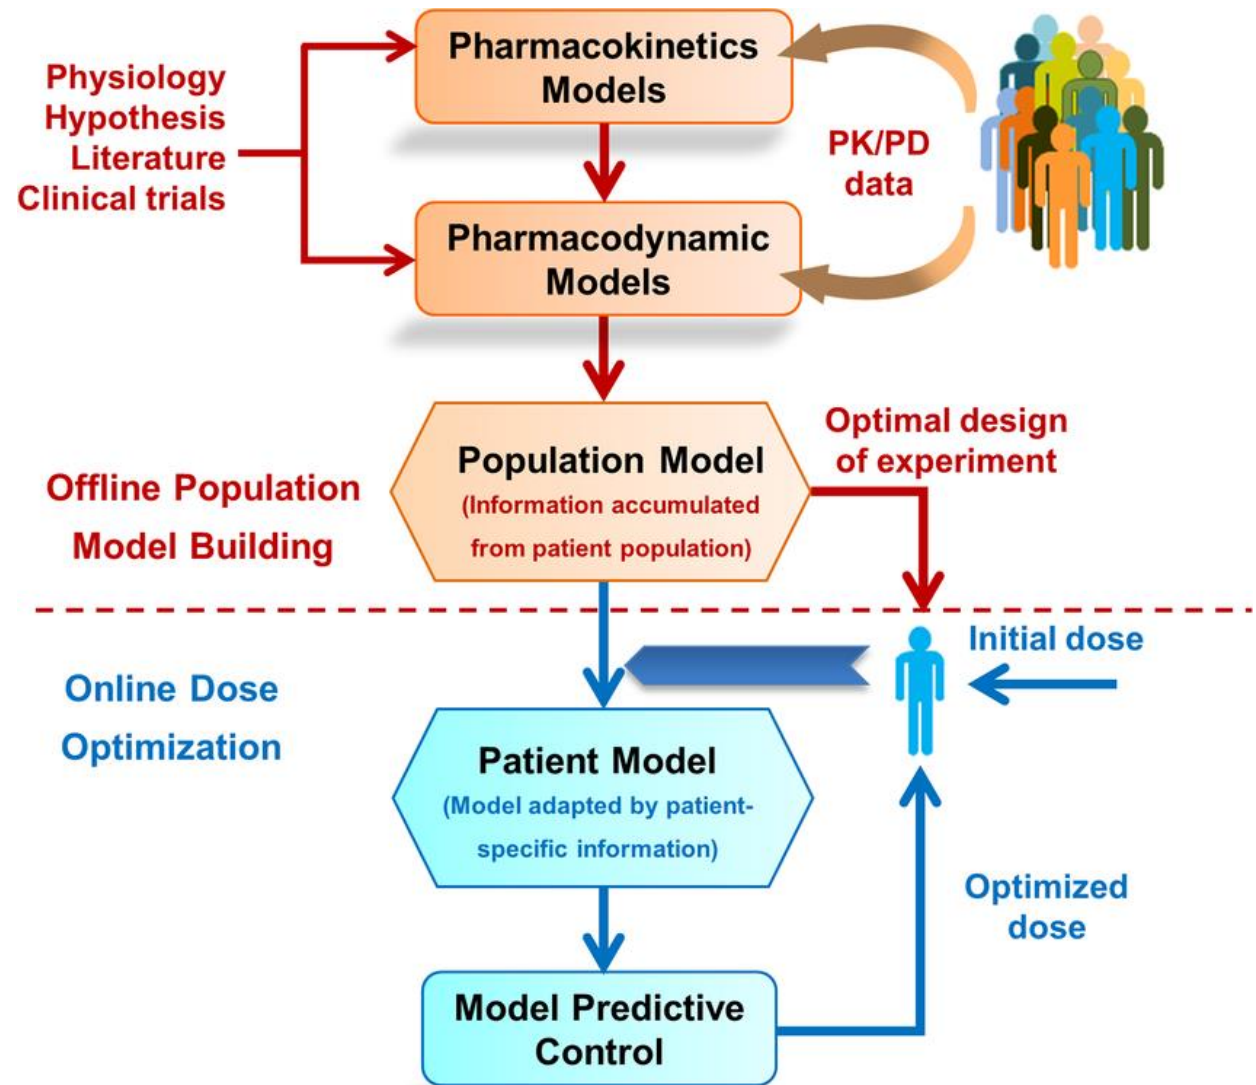 Pharmacokinetics
Models
Physiology
Hypothesis
Literature
Clinical trials
PK/PD
data
Pharmacodynamic
Models
Population Model
(Information accumulated
from patient population)
Optimal design
of experiment
Offline Population
Model Building
Online Dose
Optimization
Initial dose
Patient Model
(Model adapted by patient-
specific information)
Optimized
dose
Model Predictive
Control